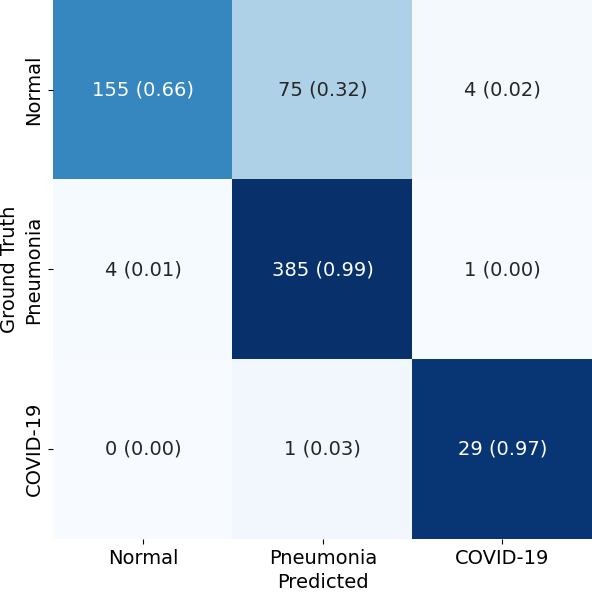 Ground Truth
Normal
155 (0.66) 75 (0.32) 4 (0.02)
Pneumonia
4 (0.01) 385 (0.99) 1 (0.00)
COVID-19
0 (0.00) 1 (0.03) 29 (0.97)
Normal Pneumonia COVID-19
Predicted